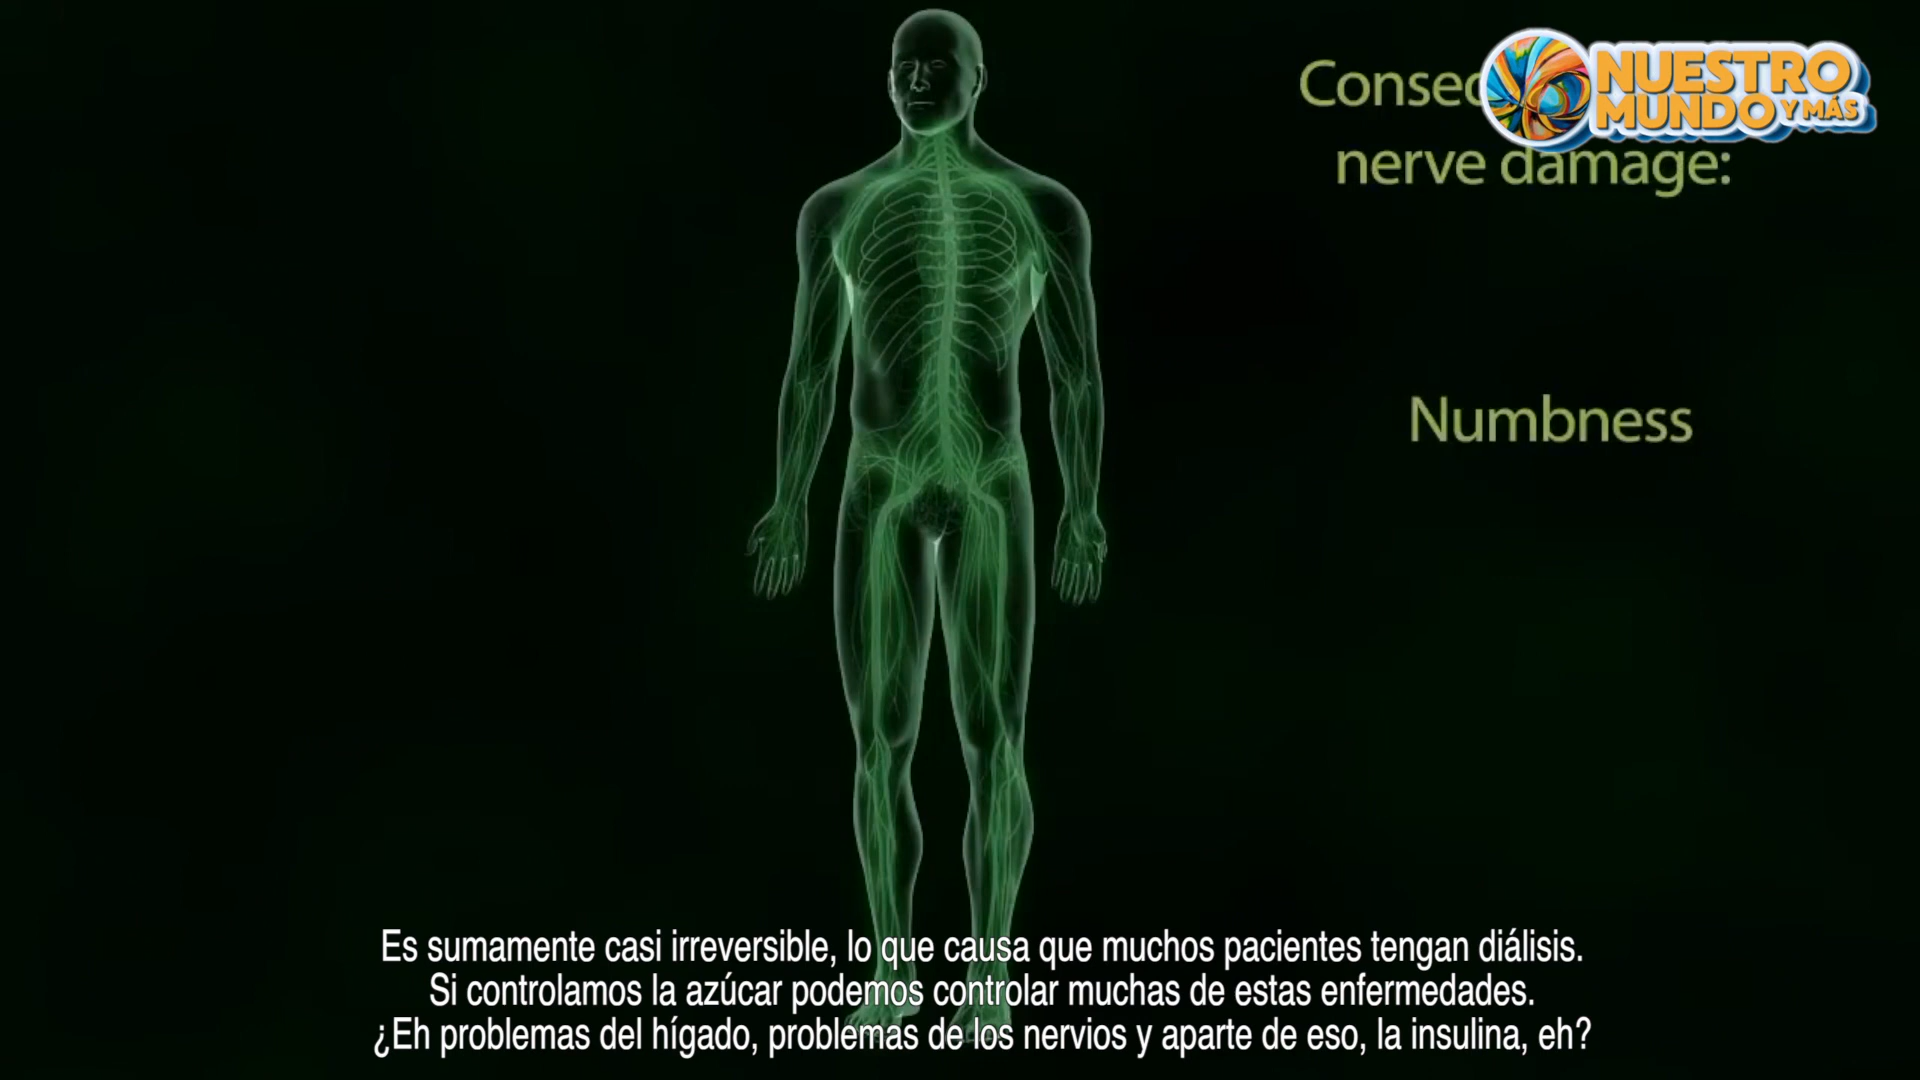 NUESTRO
MUNDO Y MÁS
nerve damage:
Numbness
Es sumamente casi irreversible, lo que causa que muchos pacientes tengan diálisis.
Si controlamos la azúcar podemos controlar muchas de estas enfermedades.
¿Eh problemas del hígado, problemas de los nervios y aparte de eso, la insulina, eh?